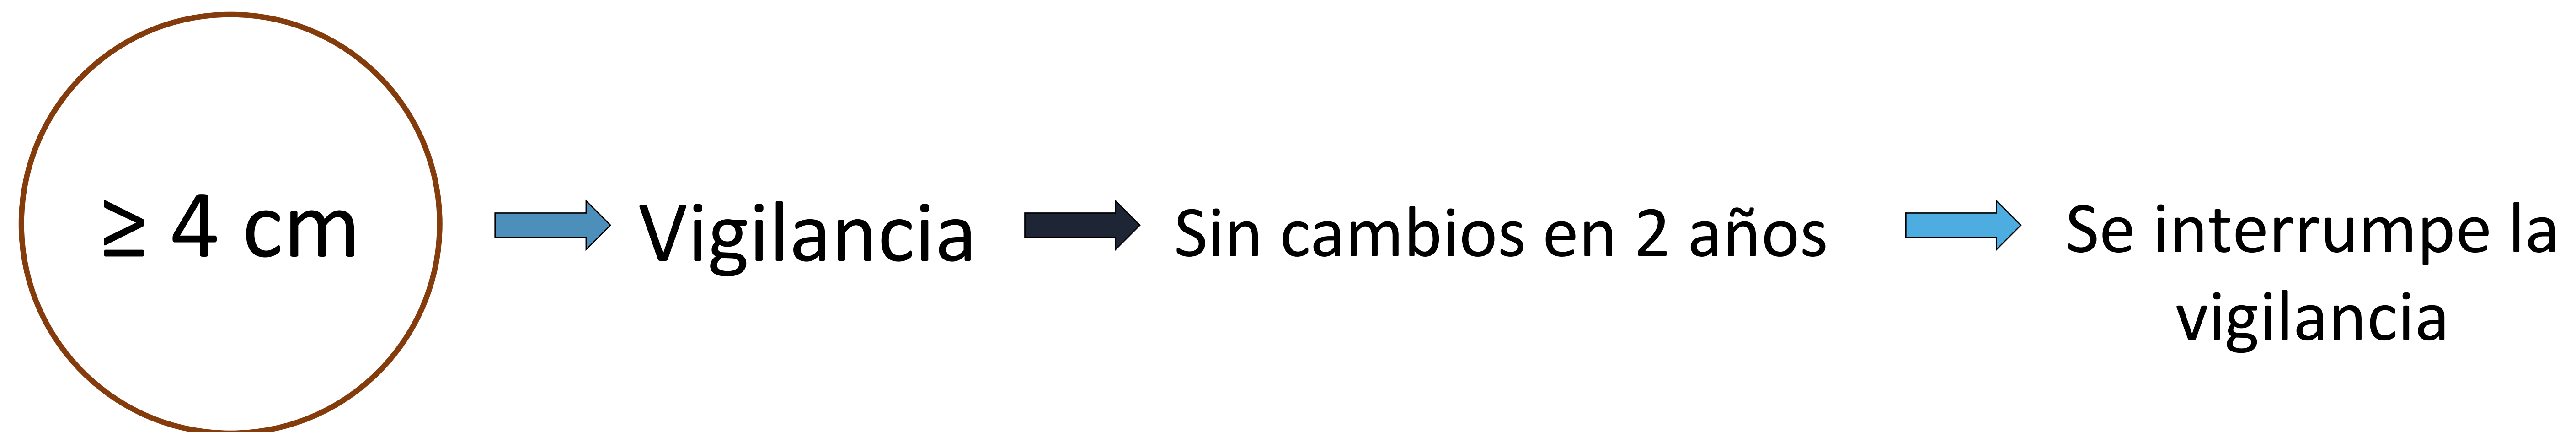 ≥ 4 cm
Vigilancia
Sin cambios en 2 años
Se interrumpe la
vigilancia